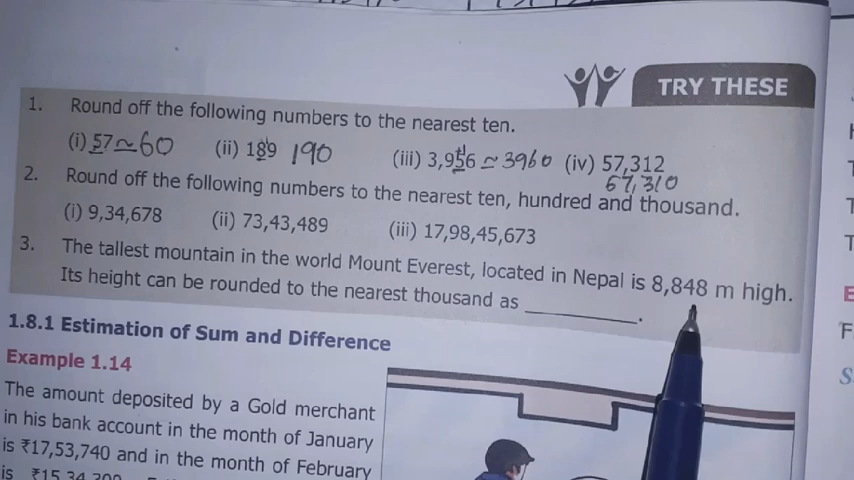 TRY THESE
1. Round off the following numbers to the nearest ten.
(i) 57 ≃ 60 (ii) 189 190 (iii) 3,956 ≃ 3960 (iv) 57,312
57,310
2. Round off the following numbers to the nearest ten, hundred and thousand.
(i) 9,34,678 (ii) 73,43,489 (iii) 17,98,45,673
3. The tallest mountain in the world Mount Everest, located in Nepal is 8,848 m high.
Its height can be rounded to the nearest thousand as ____________.
1.8.1 Estimation of Sum and Difference
Example 1.14
The amount deposited by a Gold merchant
in his bank account in the month of January
is ₹17,53,740 and in the month of February
is ₹15,34,300